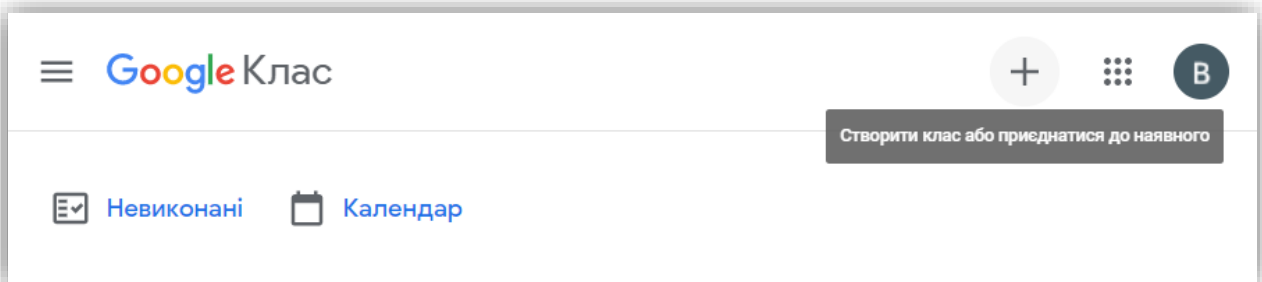 Google Клас
В
Створити клас або приєднатися до наявного
Невиконані
Календар